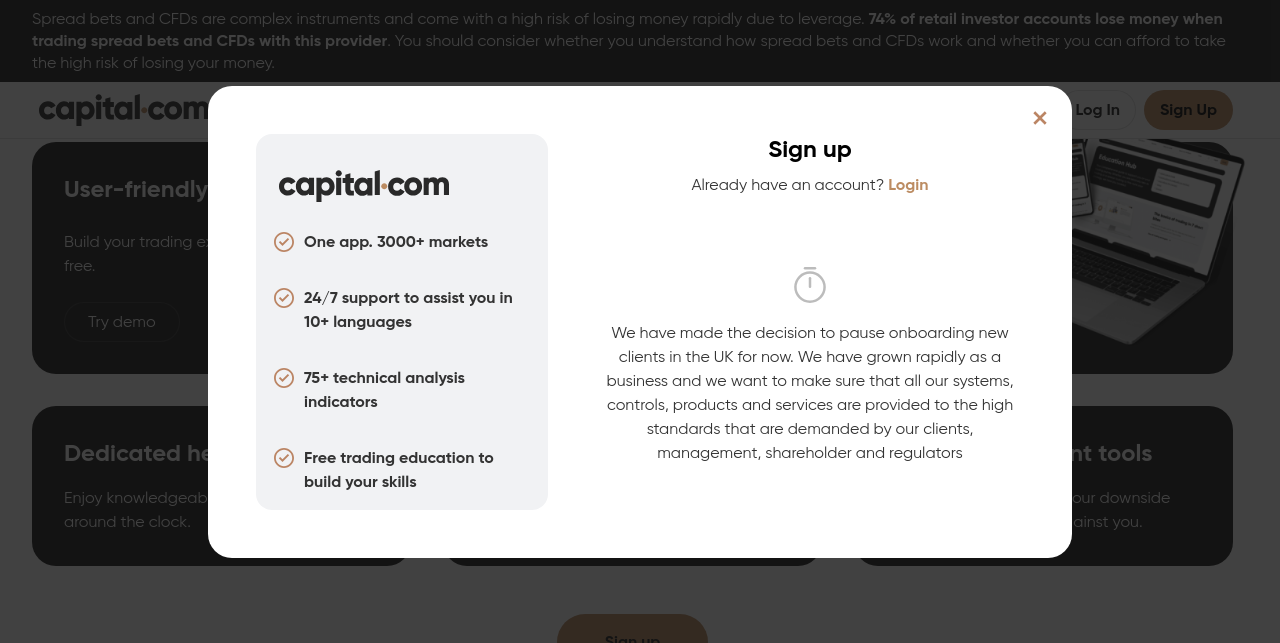 Spread bets and CFDs are complex instruments and come with a high risk of losing money rapidly due to leverage. 74% of retail investor accounts lose money when
trading spread bets and CFDs with this provider. You should consider whether you understand how spread bets and CFDs work and whether you can afford to take
the high risk of losing your money.
capital.com
Log In
Sign Up
User-friendly
Build your trading ex
free.
Try demo
Education Hub
Dedicated he
Enjoy knowledgeab
around the clock.
nt tools
our downside
ainst you.
Sign up
capital.com
One app. 3000+ markets
24/7 support to assist you in
10+ languages
75+ technical analysis
indicators
Free trading education to
build your skills
Sign up
Already have an account? Login
We have made the decision to pause onboarding new
clients in the UK for now. We have grown rapidly as a
business and we want to make sure that all our systems,
controls, products and services are provided to the high
standards that are demanded by our clients,
management, shareholder and regulators